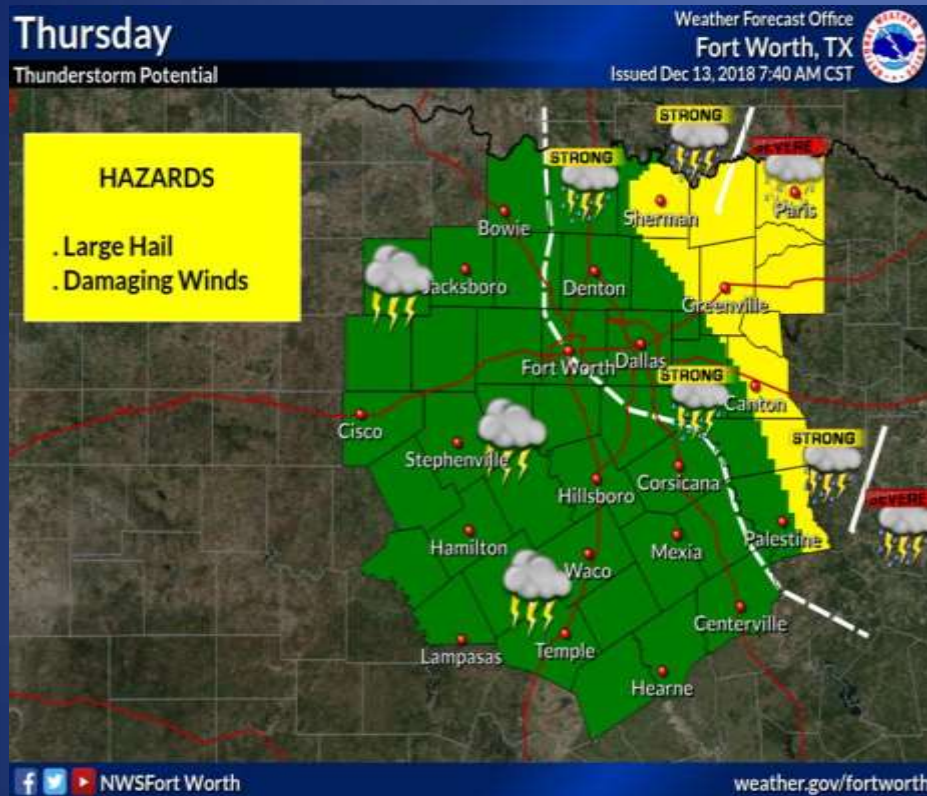 Thursday
Thunderstorm Potential
Weather Forecast Office
Fort Worth, TX
Issued Dec 13, 2018 7:40 AM CST
HAZARDS
. Large Hail
. Damaging Winds
STRONG
SEVERE
STRONG
Sherman
Paris
Bowie
Jacksboro
Denton
Greenville
Fort Worth
Dallas
STRONG
Canton
Cisco
Stephenville
STRONG
Hillsboro
Corsicana
SEVERE
Hamilton
Waco
Mexia
Palestine
Centerville
Lampasas
Temple
Hearne
NWSFort Worth
weather.gov/fortworth